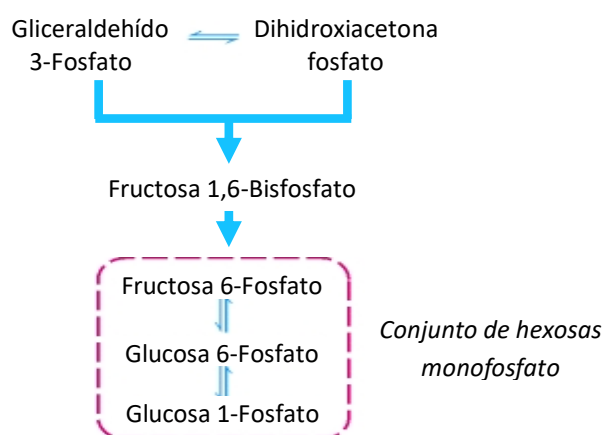 Gliceraldehído
3-Fosfato
Dihidroxiacetona
fosfato
Fructosa 1,6-Bisfosfato
Fructosa 6-Fosfato
Glucosa 6-Fosfato
Glucosa 1-Fosfato
Conjunto de hexosas
monofosfato